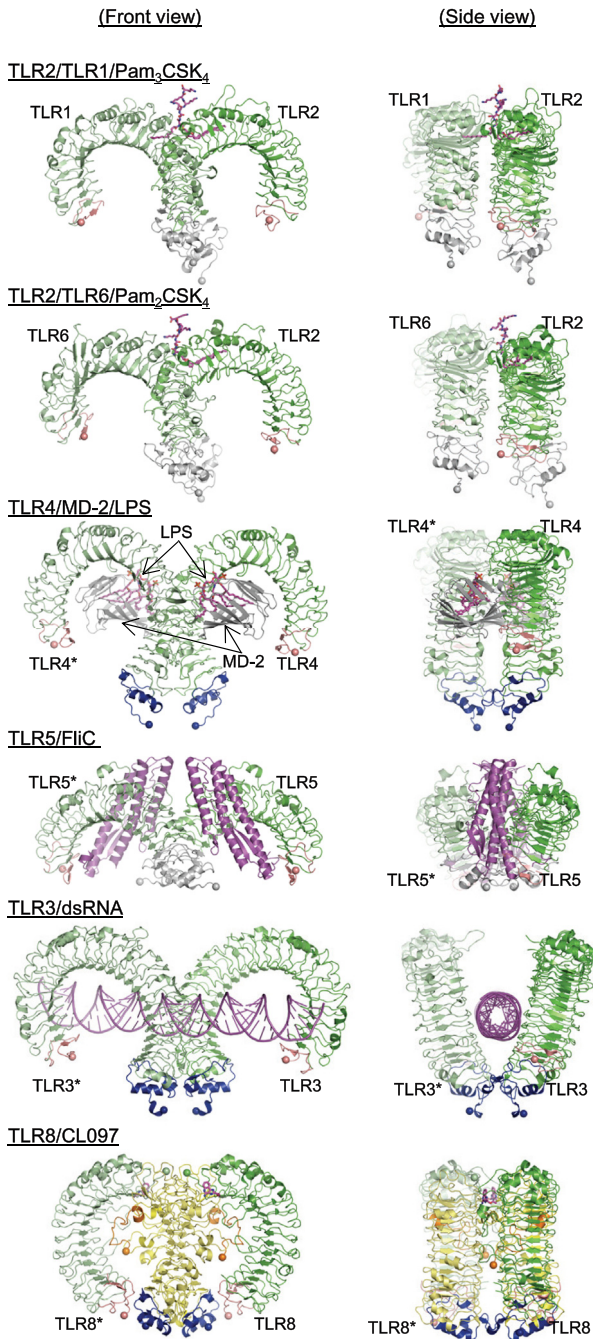 (Front view) (Side view)
TLR2/TLR1/Pam3CSK4
TLR1 TLR2 TLR1 TLR2
TLR2/TLR6/Pam2CSK4
TLR6 TLR2 TLR6 TLR2
TLR4/MD-2/LPS
LPS TLR4* TLR4
TLR4* MD-2 TLR4
TLR5/FliC
TLR5* TLR5
TLR5* TLR5
TLR3/dsRNA
TLR3* TLR3 TLR3* TLR3
TLR8/CL097
TLR8* TLR8 TLR8* TLR8